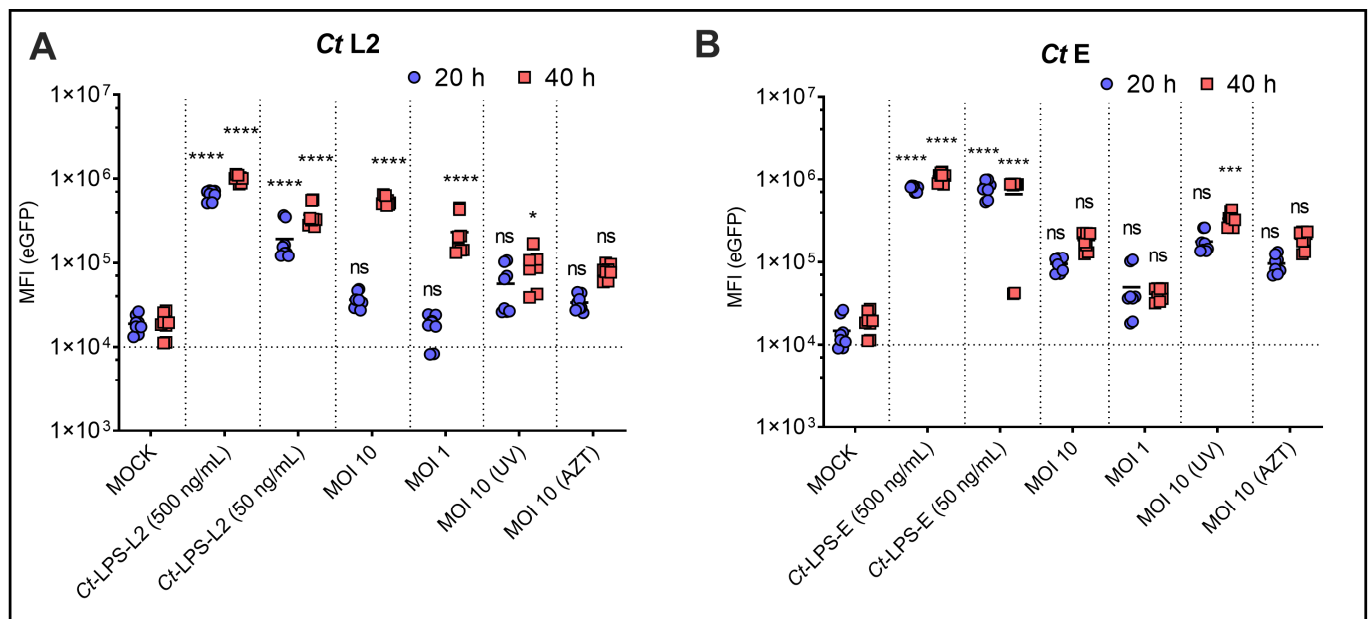 A
Ct L2
20 h
40 h
MFI (eGFP)
1×10⁷
1×10⁶
1×10⁵
1×10⁴
1×10³
**** ****
**** ****
ns ****
ns ****
ns *
ns ns
MOCK
Ct-LPS-L2 (500 ng/mL)
Ct-LPS-L2 (50 ng/mL)
MOI 10
MOI 1
MOI 10 (UV)
MOI 10 (AZT)
B
Ct E
20 h
40 h
MFI (eGFP)
1×10⁷
1×10⁶
1×10⁵
1×10⁴
1×10³
**** ****
**** ****
ns ns
ns ns
ns ***
ns ns
MOCK
Ct-LPS-E (500 ng/mL)
Ct-LPS-E (50 ng/mL)
MOI 10
MOI 1
MOI 10 (UV)
MOI 10 (AZT)